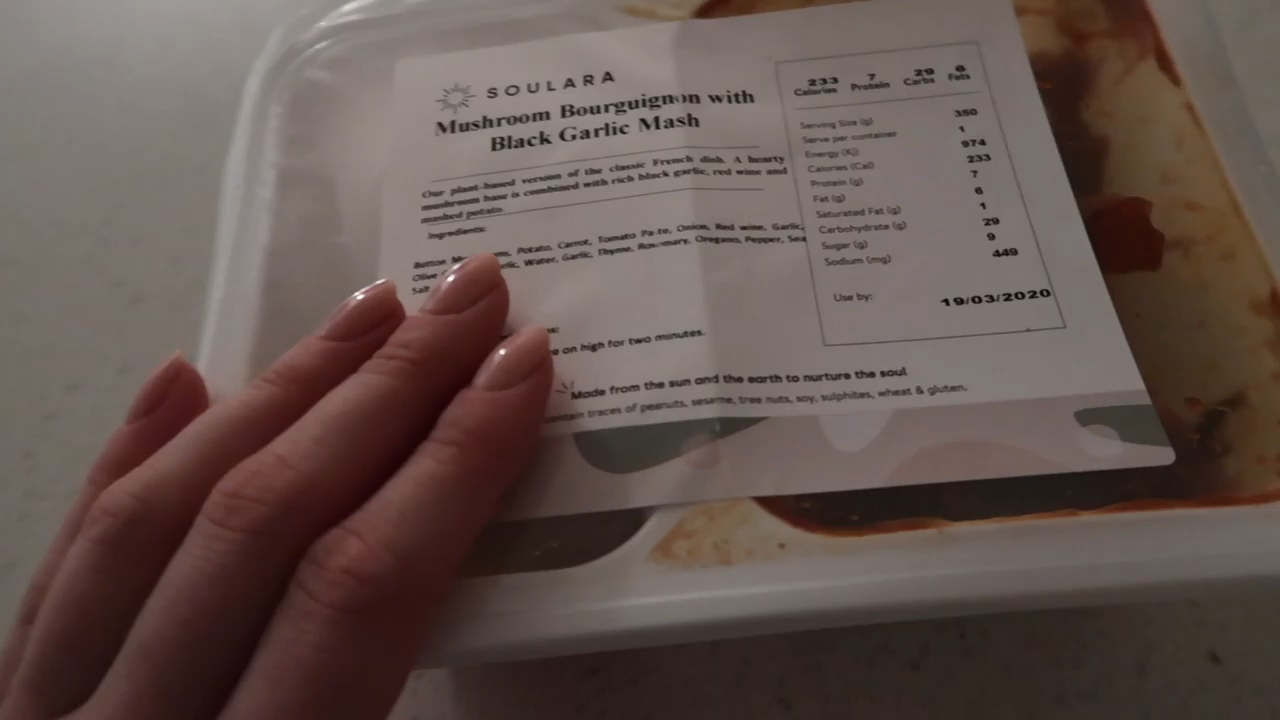 SOULARA
Mushroom Bourguignon with
Black Garlic Mash
Our plant-based version of the classic French dish. A hearty
mushroom base is combined with rich black garlic, red wine and
mashed potato.
Ingredients:
Button Potato, Carrot, Tomato Paste, Onion, Red wine, Garlic,
Olive Water, Garlic, Thyme, Rosemary, Oregano, Pepper, Sea
Salt
on high for two minutes.
Made from the sun and the earth to nurture the soul
traces of peanuts, sesame, tree nuts, soy, sulphites, wheat & gluten.
233 7 29 6
Calories Protein Carbs Fats
Serving Size (g) 350
Serve per container 1
Energy (Kj) 974
Calories (Cal) 233
Protein (g) 7
Fat (g) 6
Saturated Fat (g) 1
Carbohydrate (g) 29
Sugar (g) 9
Sodium (mg) 449
Use by: 19/03/2020